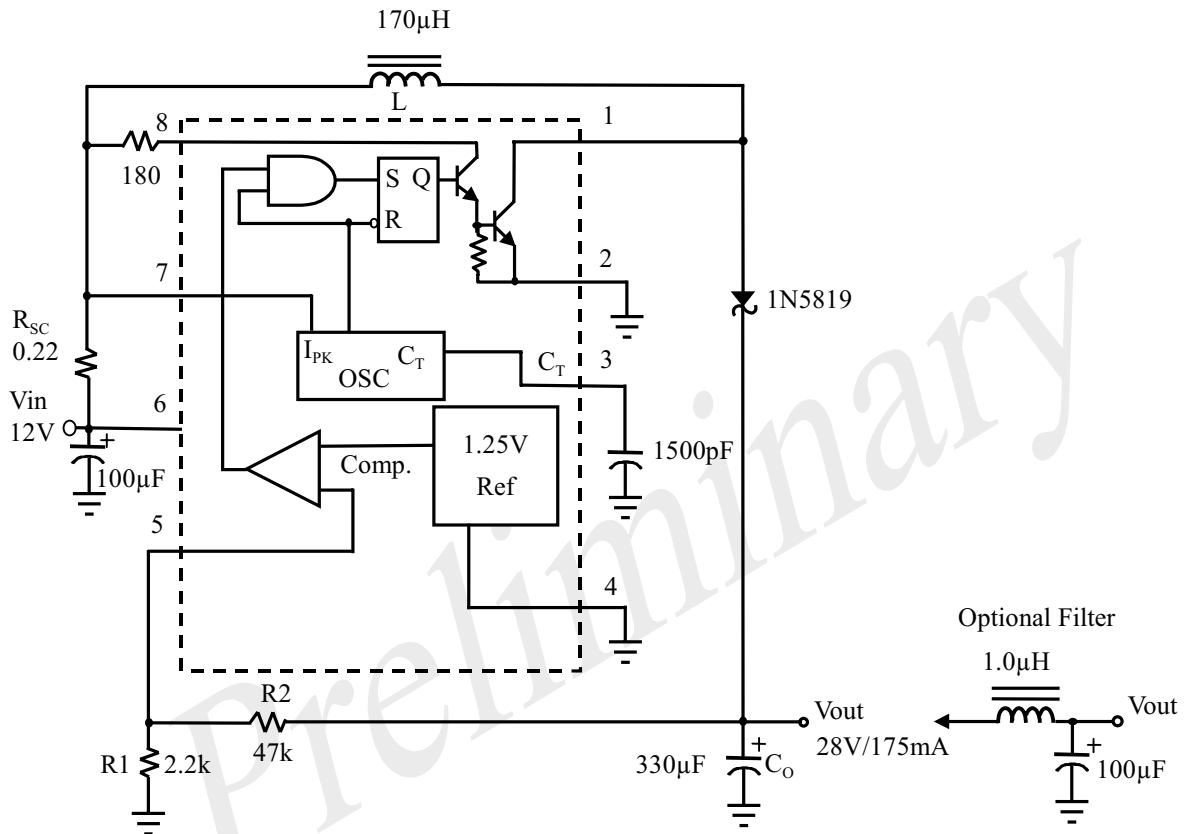 170µH
L
8
1
180
S Q
R
7
2
1N5819
R_SC
0.22
I_PK C_T
OSC
C_T
3
Vin
12V
6
+
100µF
1.25V
Ref
Comp.
1500pF
5
4
Optional Filter
1.0µH
R2
47k
Vout
28V/175mA
Vout
R1 2.2k
330µF
+
C_O
+
100µF
Preliminary